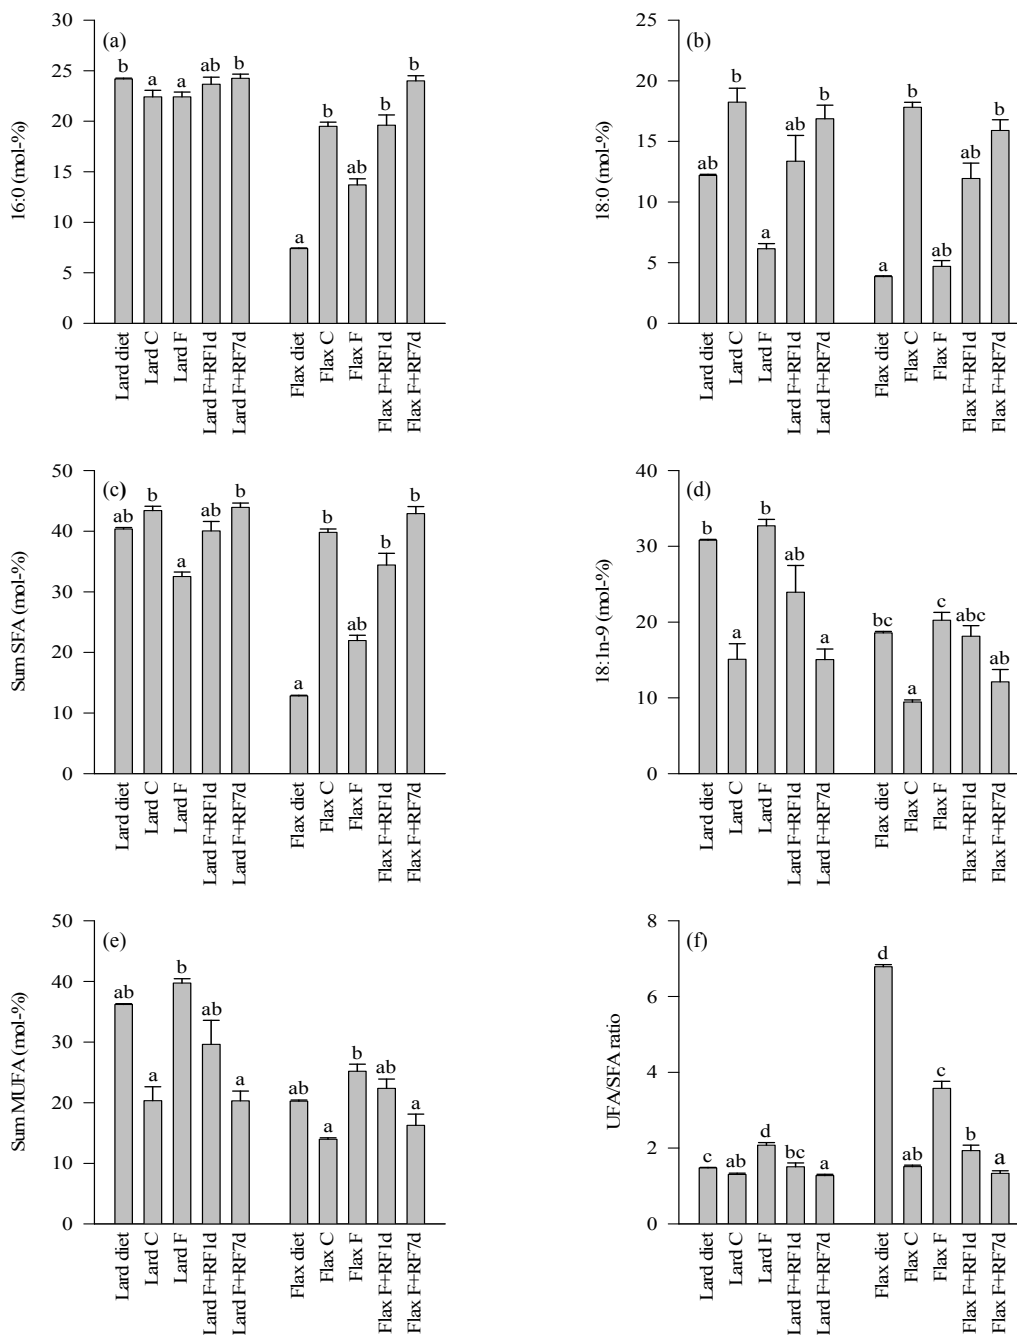 (a)
16:0 (mol-%)
30
25
20
15
10
5
0
b a a ab b a b ab b b
Lard diet
Lard C
Lard F
Lard F+RF1d
Lard F+RF7d
Flax diet
Flax C
Flax F
Flax F+RF1d
Flax F+RF7d
(b)
18:0 (mol-%)
25
20
15
10
5
0
ab b a ab b a b ab ab b
Lard diet
Lard C
Lard F
Lard F+RF1d
Lard F+RF7d
Flax diet
Flax C
Flax F
Flax F+RF1d
Flax F+RF7d
(c)
Sum SFA (mol-%)
50
40
30
20
10
0
ab b a ab b a b ab b b
Lard diet
Lard C
Lard F
Lard F+RF1d
Lard F+RF7d
Flax diet
Flax C
Flax F
Flax F+RF1d
Flax F+RF7d
(d)
18:1n-9 (mol-%)
40
30
20
10
0
b a b ab a bc a c abc ab
Lard diet
Lard C
Lard F
Lard F+RF1d
Lard F+RF7d
Flax diet
Flax C
Flax F
Flax F+RF1d
Flax F+RF7d
(e)
Sum MUFA (mol-%)
50
40
30
20
10
0
ab a b ab a ab a b ab a
Lard diet
Lard C
Lard F
Lard F+RF1d
Lard F+RF7d
Flax diet
Flax C
Flax F
Flax F+RF1d
Flax F+RF7d
(f)
UFA/SFA ratio
8
6
4
2
0
c ab d bc a d ab c b a
Lard diet
Lard C
Lard F
Lard F+RF1d
Lard F+RF7d
Flax diet
Flax C
Flax F
Flax F+RF1d
Flax F+RF7d